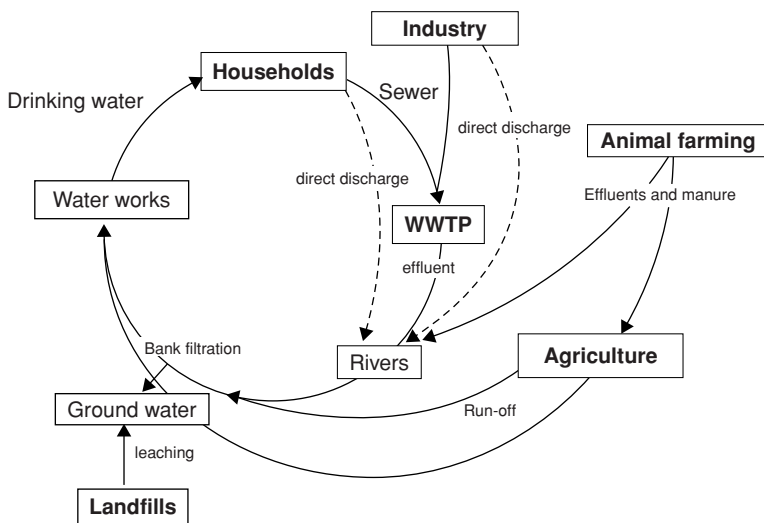 Industry
Households
Sewer
Drinking water
direct discharge
Animal farming
direct discharge
Effluents and manure
Water works
WWTP
effluent
Bank filtration
Rivers
Agriculture
Ground water
Run-off
leaching
Landfills